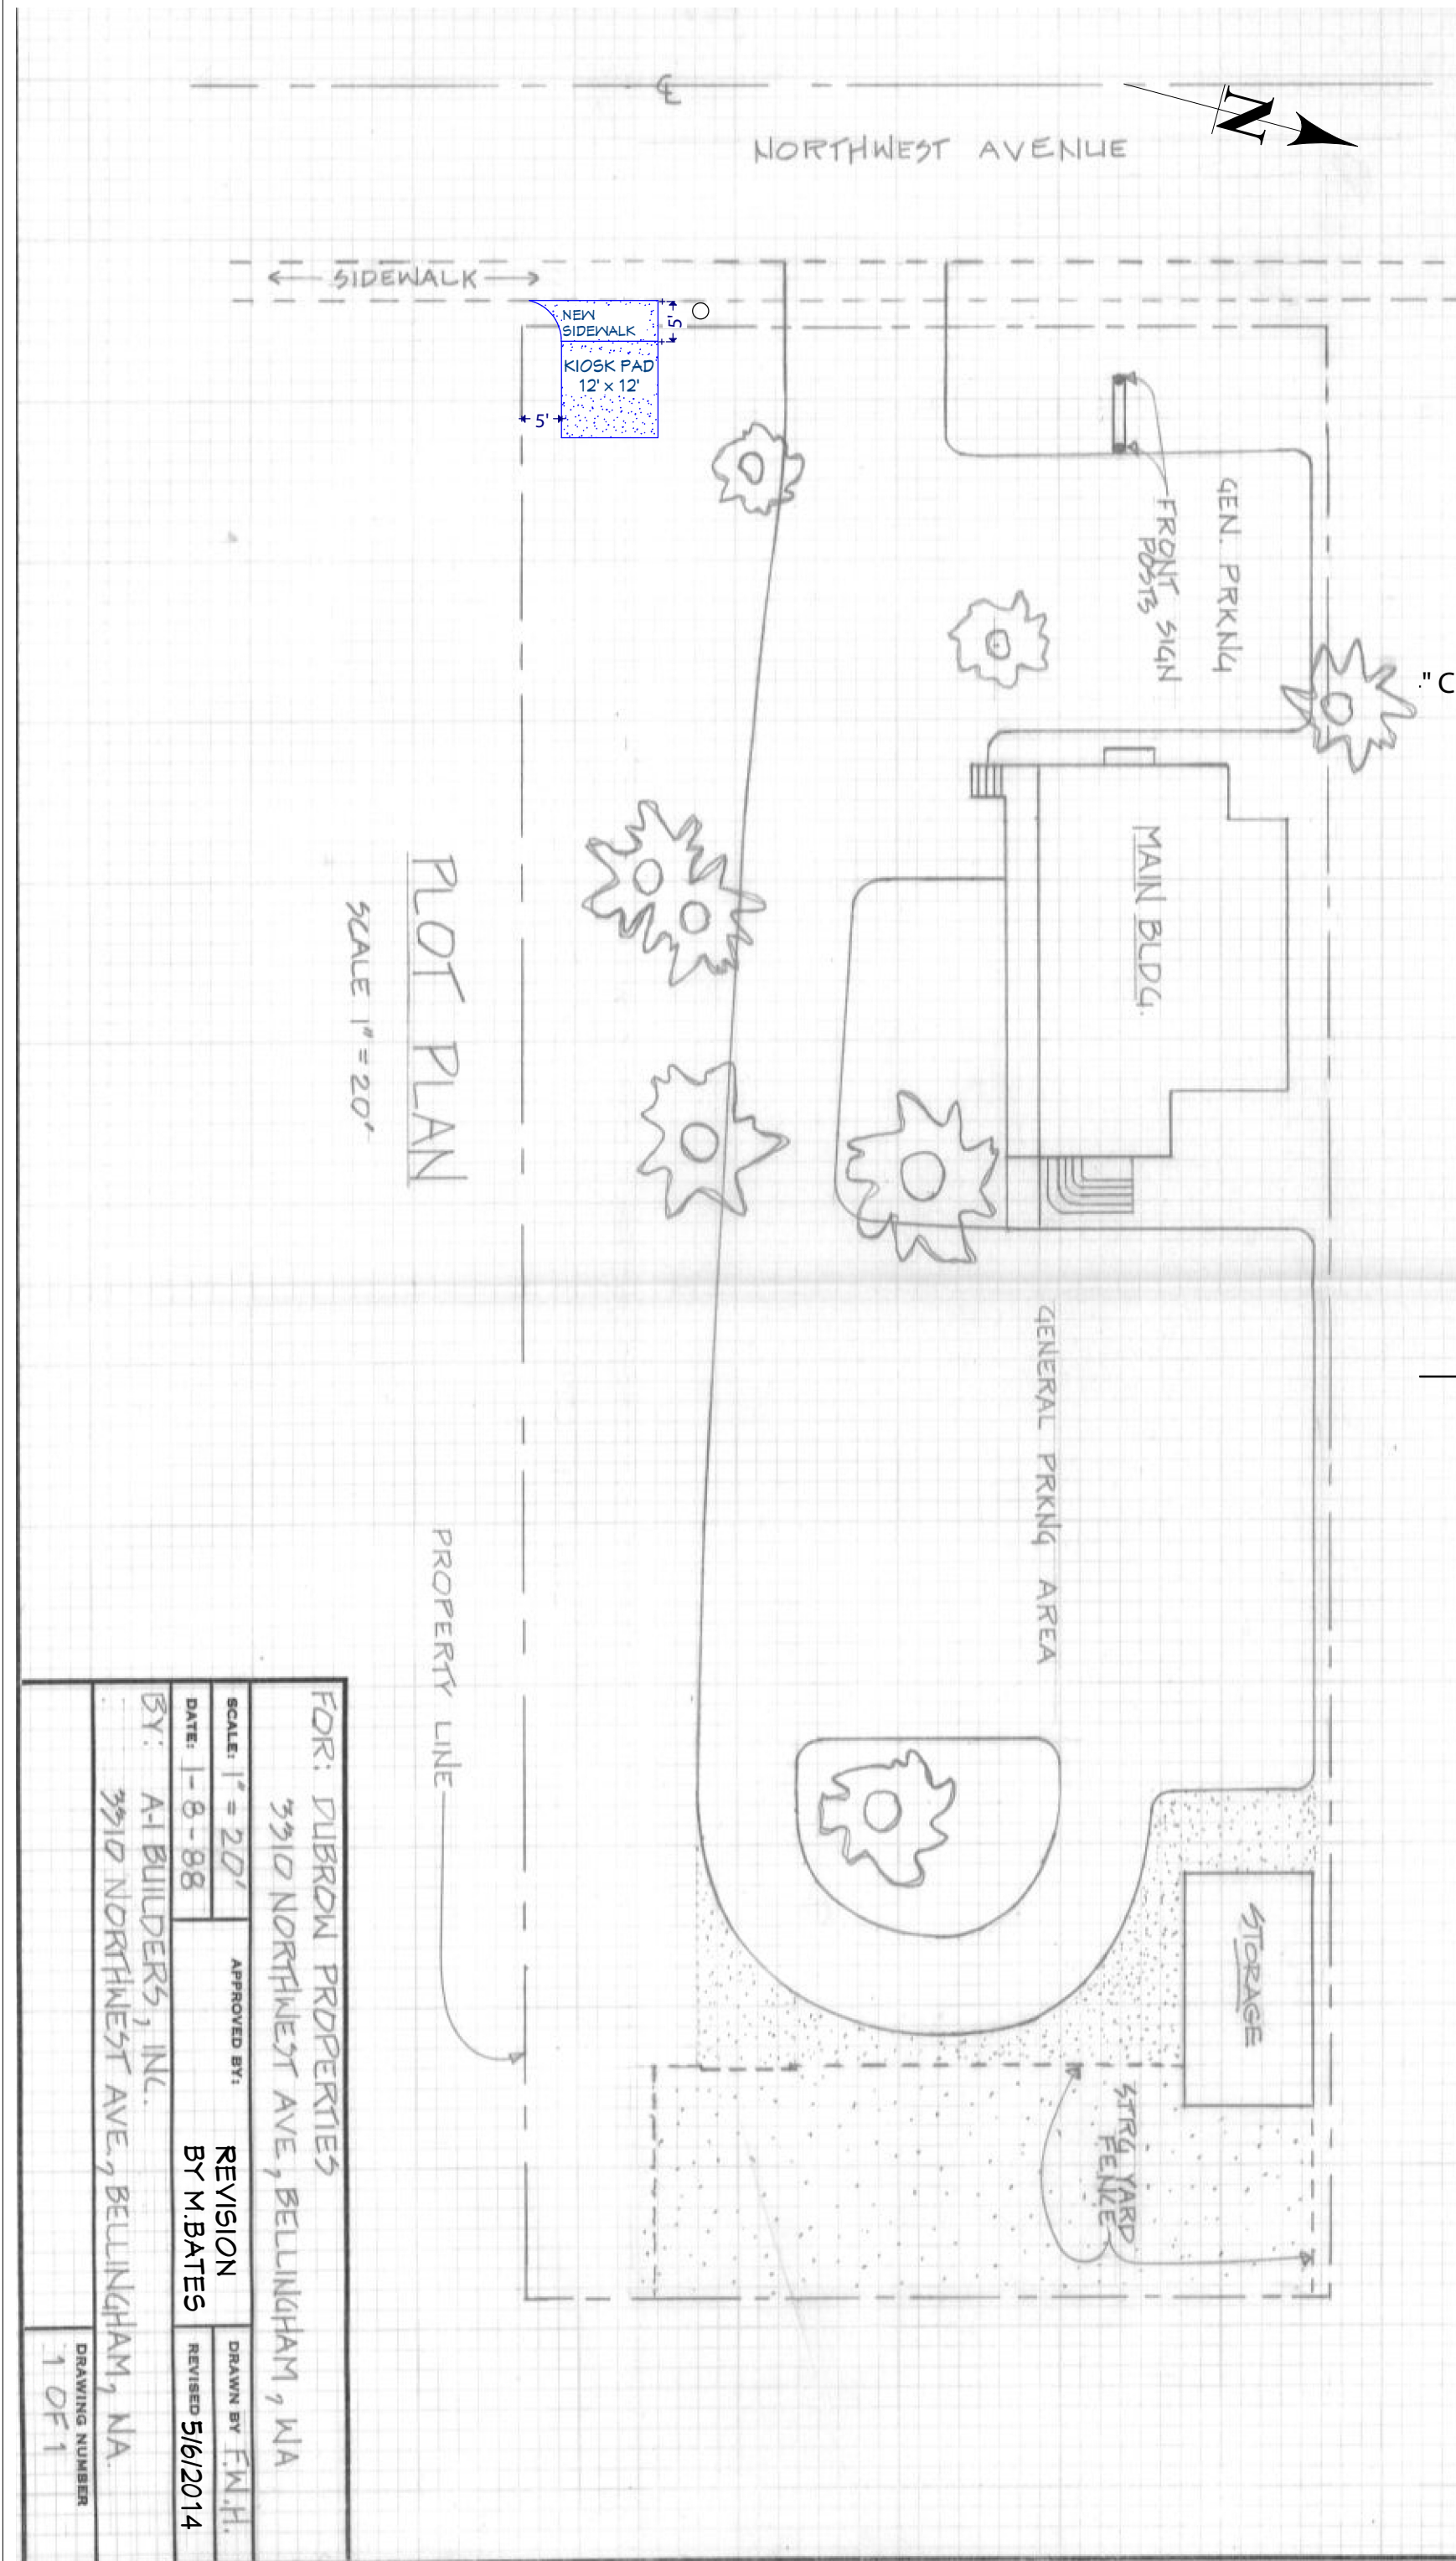 ℄
NORTHWEST AVENUE
N
SIDEWALK
NEW
SIDEWALK
5'
KIOSK PAD
12' x 12'
5'
FRONT SIGN
POSTS
GEN. PRKNG
" C
MAIN BLDG.
PLOT PLAN
SCALE 1" = 20'
GENERAL PRKNG AREA
PROPERTY LINE
STORAGE
STRG YARD
FENCE
FOR: DUBROW PROPERTIES
3310 NORTHWEST AVE, BELLINGHAM, WA
SCALE: 1" = 20'
APPROVED BY:
DRAWN BY F.W.H.
DATE: 1-8-88
REVISION
BY M.BATES
REVISED 5/6/2014
BY: A-1 BUILDERS, INC.
3310 NORTHWEST AVE., BELLINGHAM, WA.
DRAWING NUMBER
1 OF 1